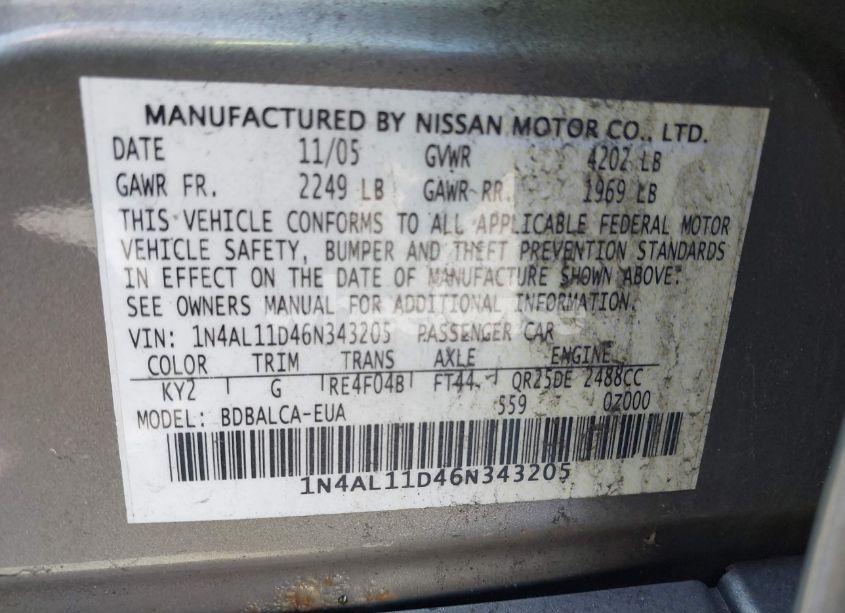 MANUFACTURED BY NISSAN MOTOR CO., LTD.
DATE 11/05 GVWR 4202 LB
GAWR FR. 2249 LB GAWR RR. 1969 LB
THIS VEHICLE CONFORMS TO ALL APPLICABLE FEDERAL MOTOR
VEHICLE SAFETY, BUMPER AND THEFT PREVENTION STANDARDS
IN EFFECT ON THE DATE OF MANUFACTURE SHOWN ABOVE.
SEE OWNERS MANUAL FOR ADDITIONAL INFORMATION.
VIN: 1N4AL11D46N343205 PASSENGER CAR
COLOR TRIM TRANS AXLE ENGINE
KY2 G RE4F04B FT44 QR25DE 2488CC
MODEL: BDBALCA-EUA 559 0Z000
1N4AL11D46N343205